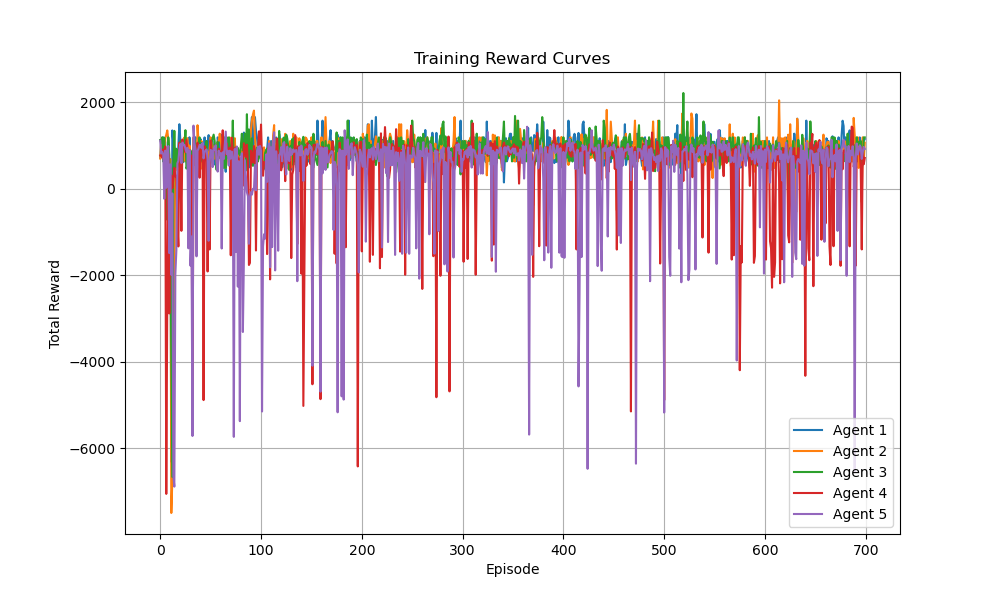 Training Reward Curves
Total Reward
2000
0
−2000
−4000
−6000
0 100 200 300 400 500 600 700
Episode
Agent 1
Agent 2
Agent 3
Agent 4
Agent 5